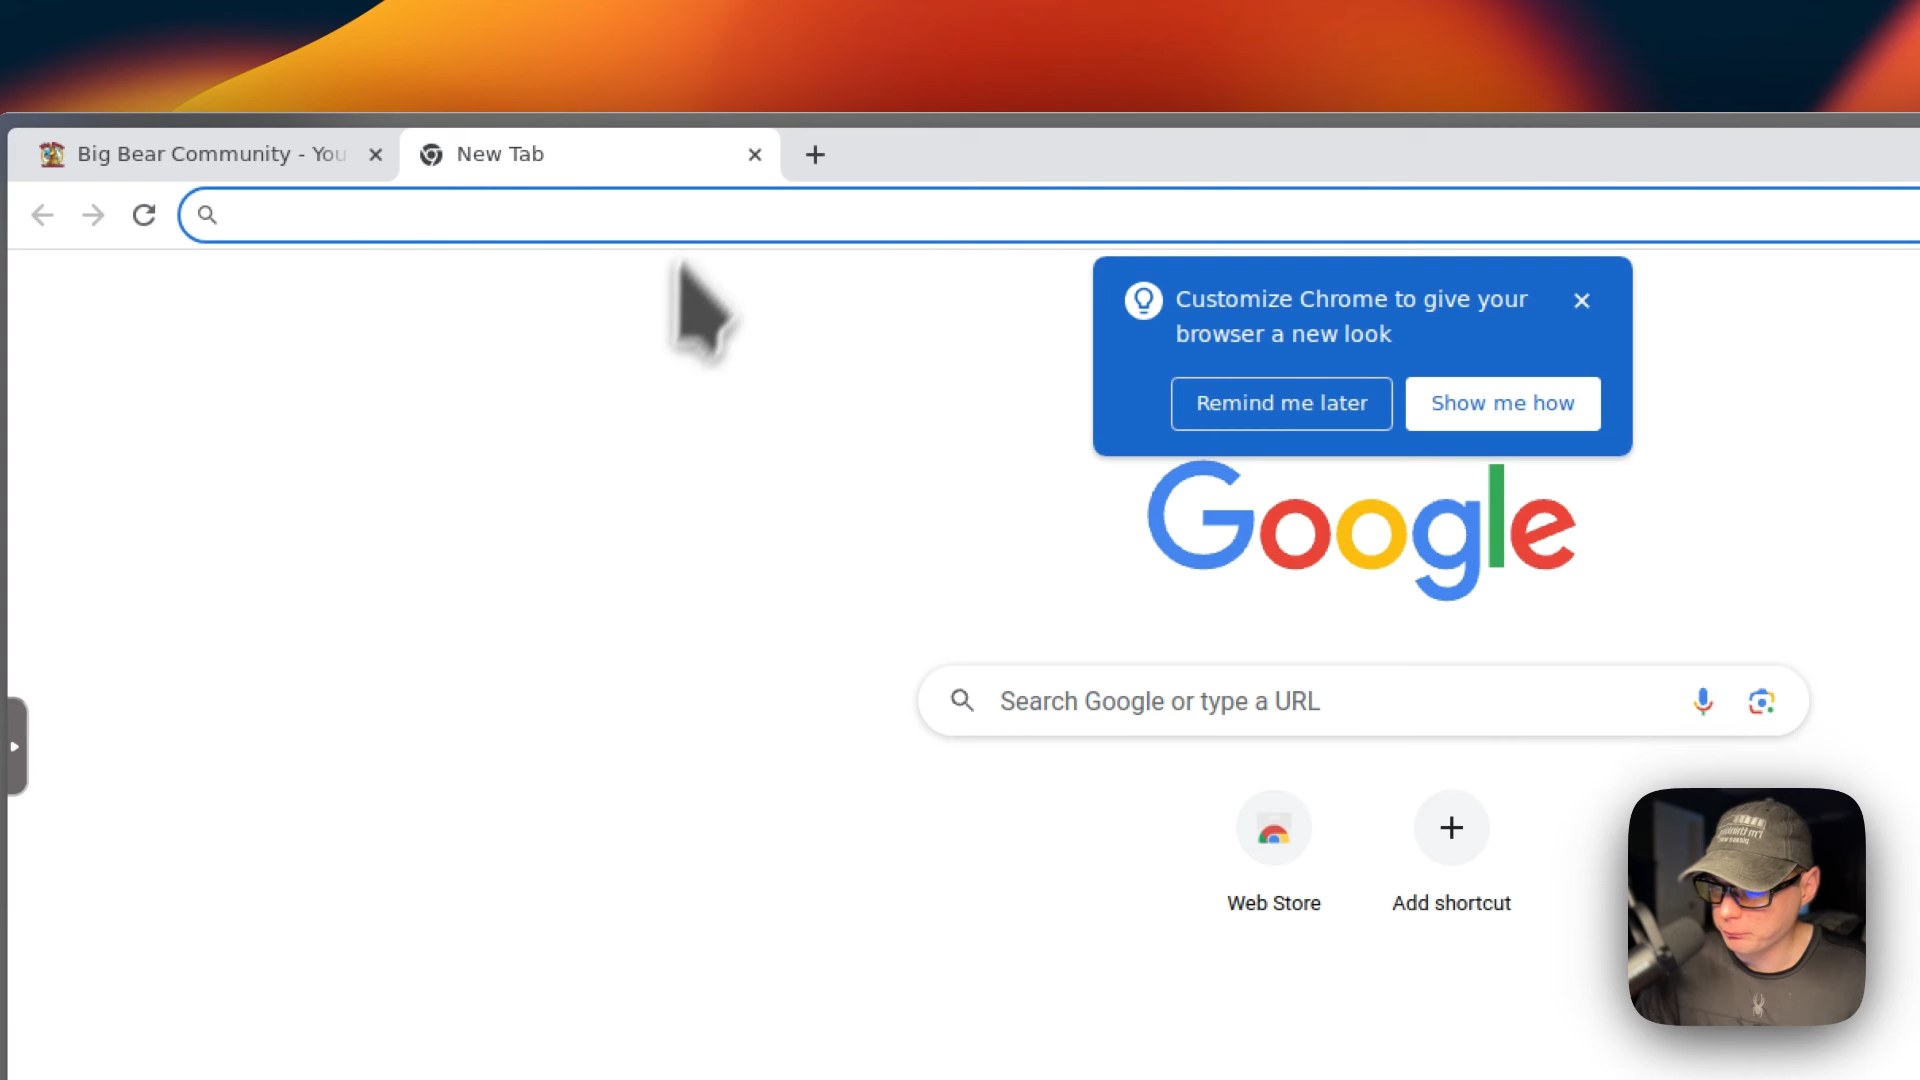 Big Bear Community - You
New Tab
Customize Chrome to give your
browser a new look
Remind me later
Show me how
Google
Search Google or type a URL
Web Store
Add shortcut